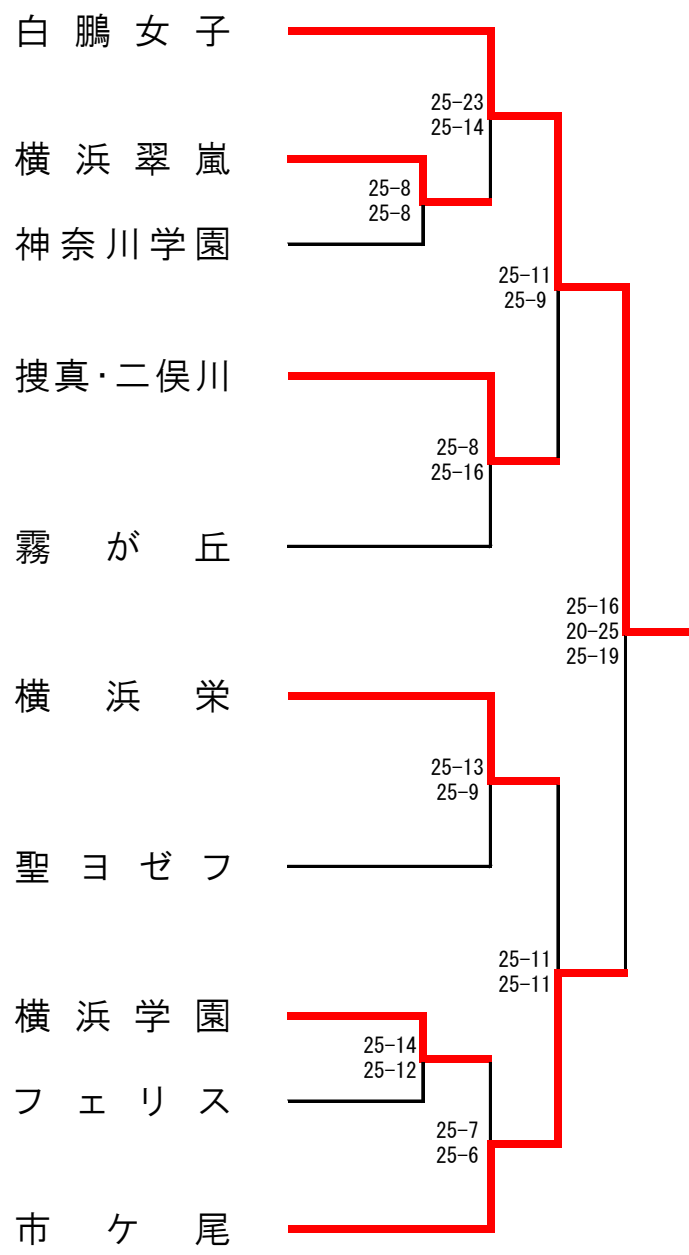 白鵬女子
25-23
25-14
横浜翠嵐
25-8
25-8
神奈川学園
25-11
25-9
捜真・二俣川
25-8
25-16
霧が丘
25-16
20-25
25-19
横浜栄
25-13
25-9
聖ヨゼフ
25-11
25-11
横浜学園
25-14
25-12
フェリス
25-7
25-6
市ケ尾